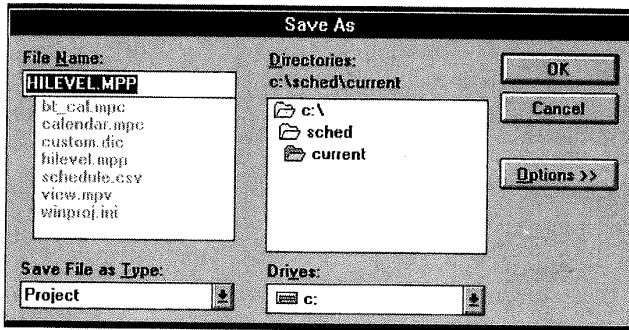 Save As
File Name:
HILEVEL.MPP
bt_cal.mpc
calendar.mpc
custom.dic
hilevel.mpp
schedule.csv
view.mpv
winproj.ini
Save File as Type:
Project
Directories:
c:\sched\current
c:\
sched
current
Drives:
c:
OK
Cancel
Options >>